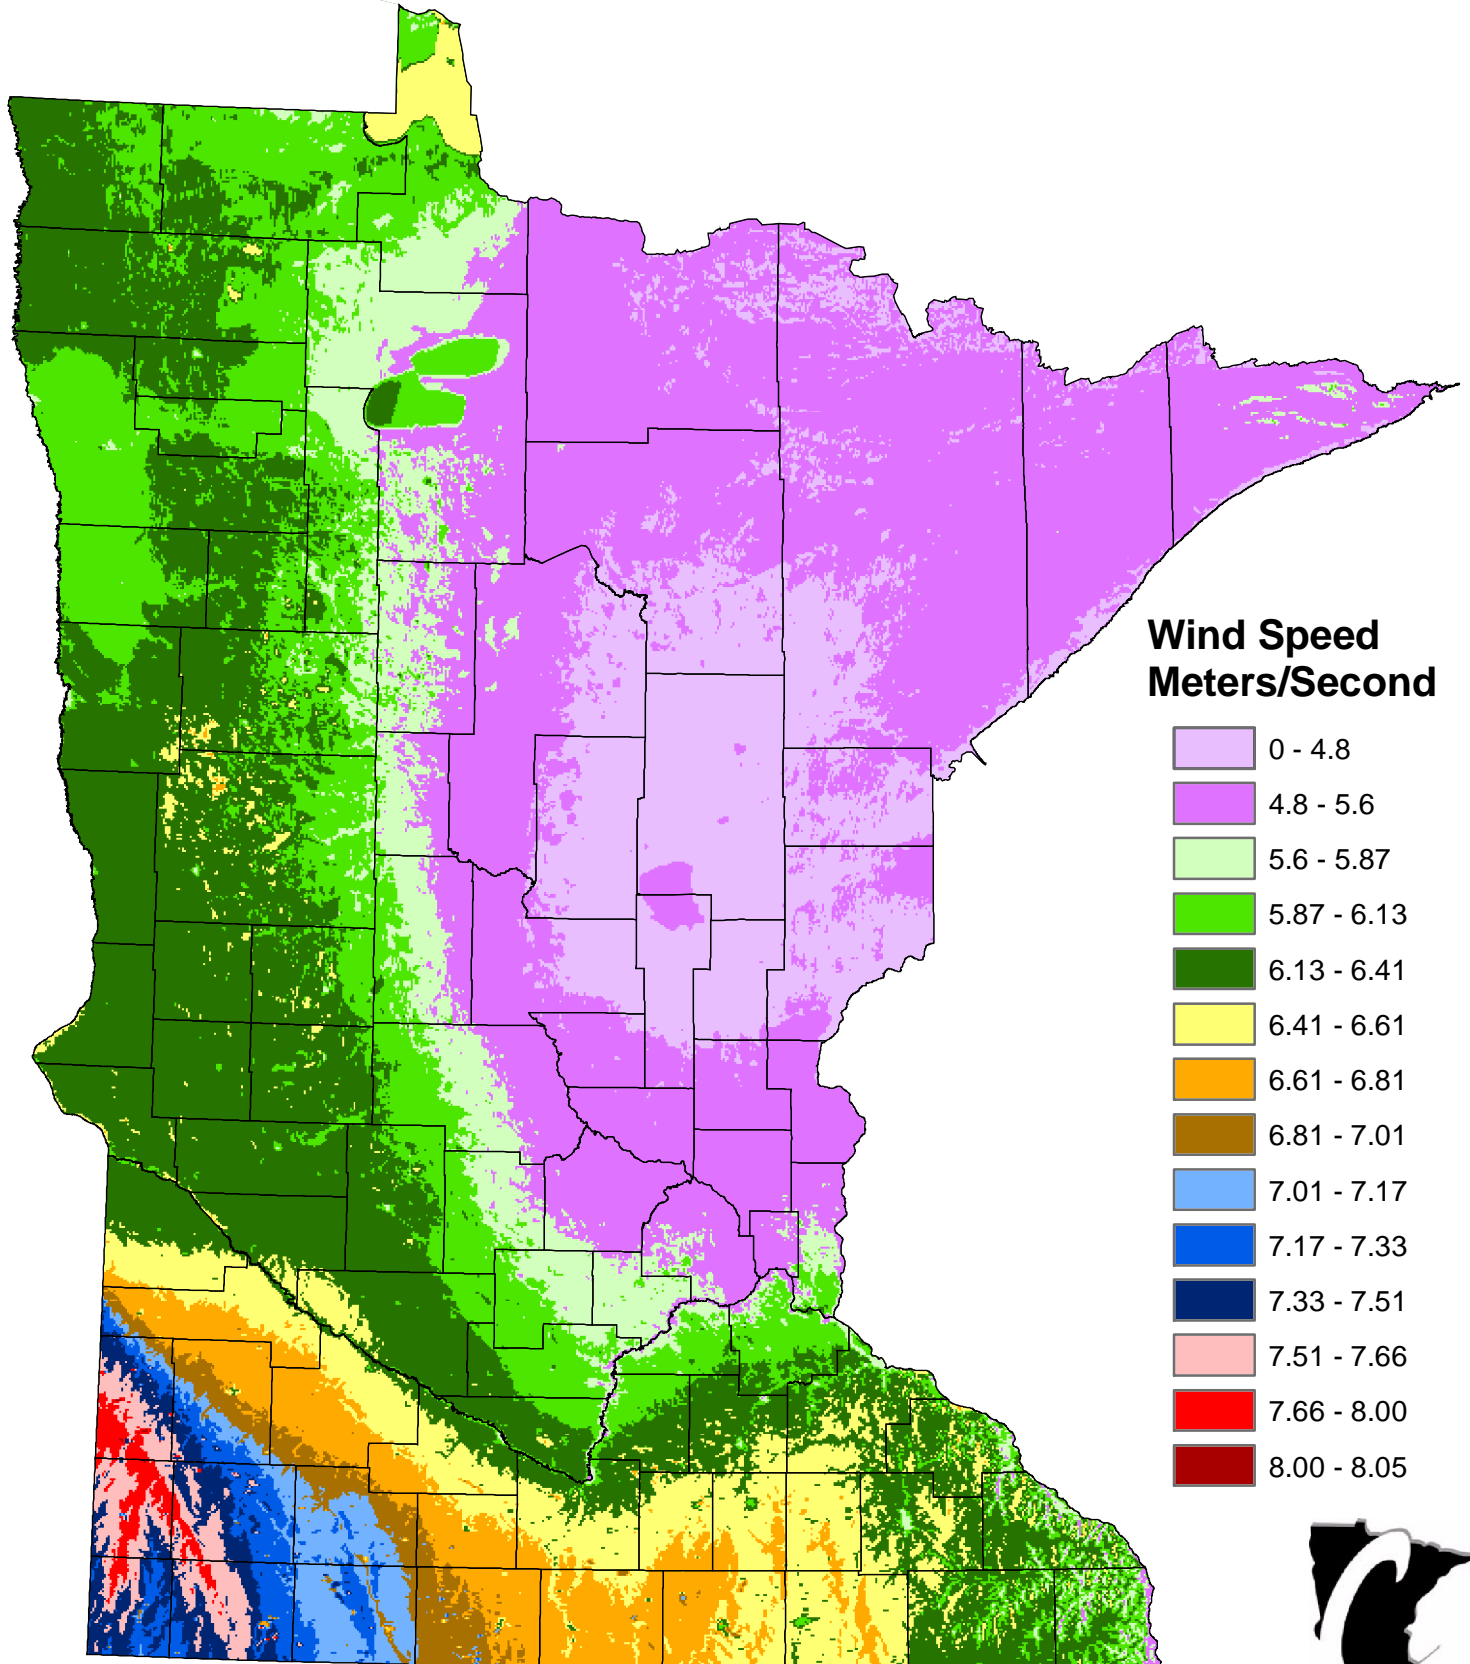 Wind Speed
Meters/Second
0 - 4.8
4.8 - 5.6
5.6 - 5.87
5.87 - 6.13
6.13 - 6.41
6.41 - 6.61
6.61 - 6.81
6.81 - 7.01
7.01 - 7.17
7.17 - 7.33
7.33 - 7.51
7.51 - 7.66
7.66 - 8.00
8.00 - 8.05